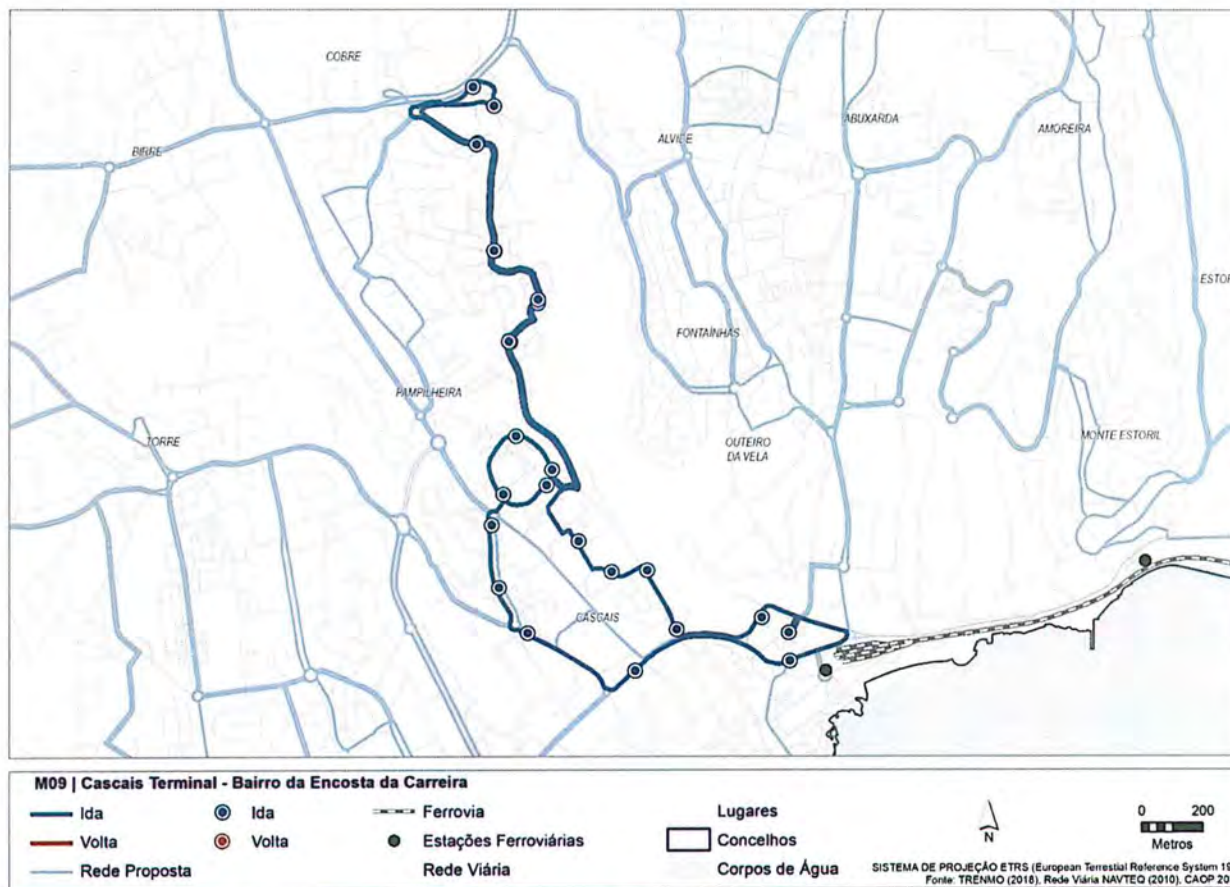 COBRE
BIRRE
ALVIDE
ABUXARDA
AMOREIRA
ESTOR
FONTAÍNHAS
PAMPILHEIRA
TORRE
OUTEIRO
DA VELA
MONTE ESTORIL
CASCAIS
M09 | Cascais Terminal - Bairro da Encosta da Carreira
Ida
Volta
Rede Proposta
Ida
Volta
Ferrovia
Estações Ferroviárias
Rede Viária
Lugares
Concelhos
Corpos de Água
N
0 200
Metros
SISTEMA DE PROJEÇÃO ETRS (European Terrestial Reference System 19
Fonte: TRENMO (2018), Rede Viária NAVTEQ (2010), CAOP 20